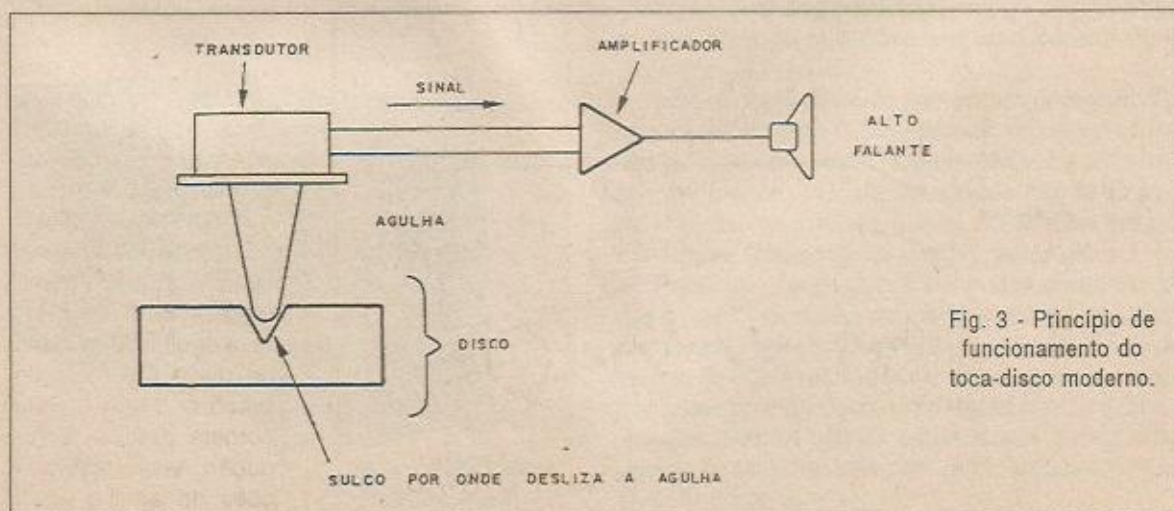 TRANSDUTOR
AMPLIFICADOR
SINAL
ALTO
FALANTE
AGULHA
DISCO
Fig. 3 - Princípio de
funcionamento do
toca-disco moderno.
SULCO POR ONDE DESLIZA A AGULHA